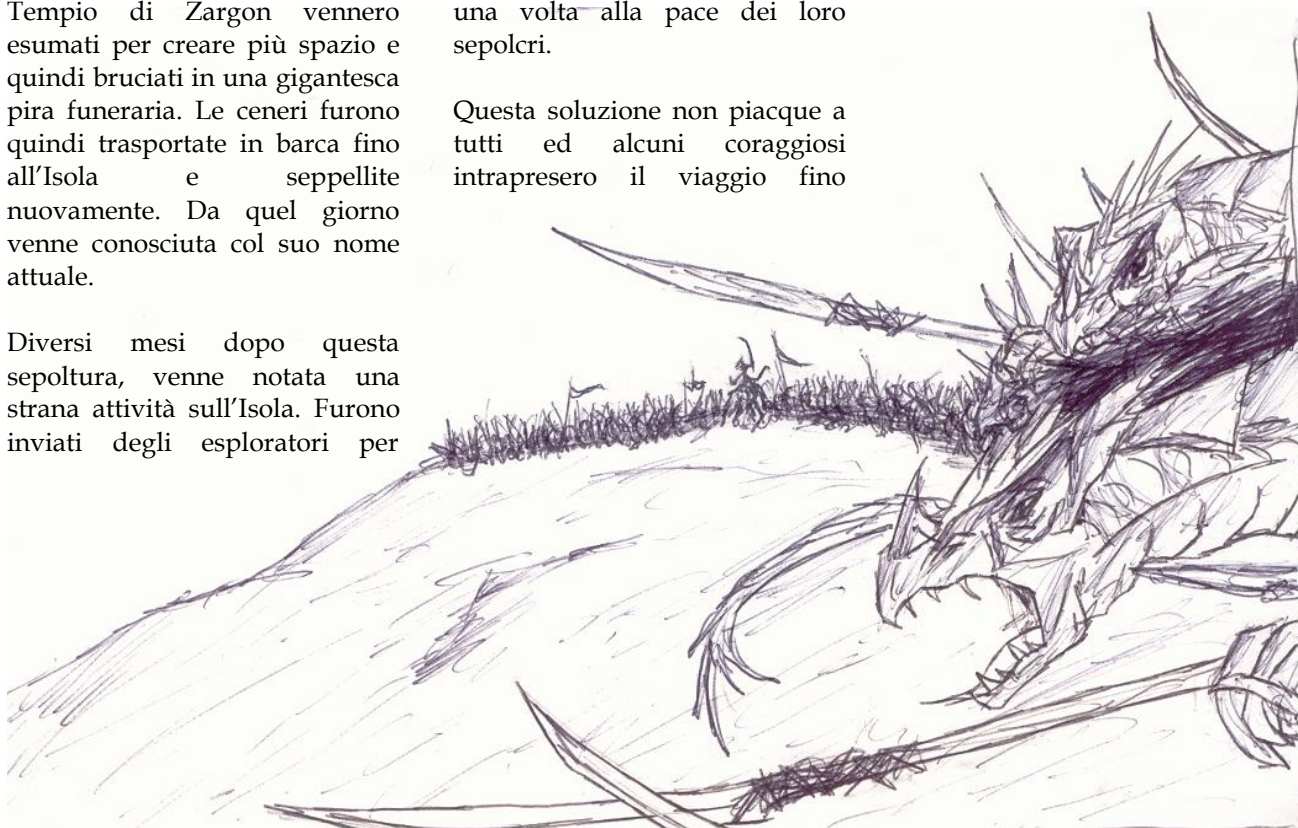 Tempio di Zargon vennero
esumati per creare più spazio e
quindi bruciati in una gigantesca
pira funeraria. Le ceneri furono
quindi trasportate in barca fino
all’Isola e seppellite
nuovamente. Da quel giorno
venne conosciuta col suo nome
attuale.
Diversi mesi dopo questa
sepoltura, venne notata una
strana attività sull’Isola. Furono
inviati degli esploratori per
una volta alla pace dei loro
sepolcri.
Questa soluzione non piacque a
tutti ed alcuni coraggiosi
intrapresero il viaggio fino